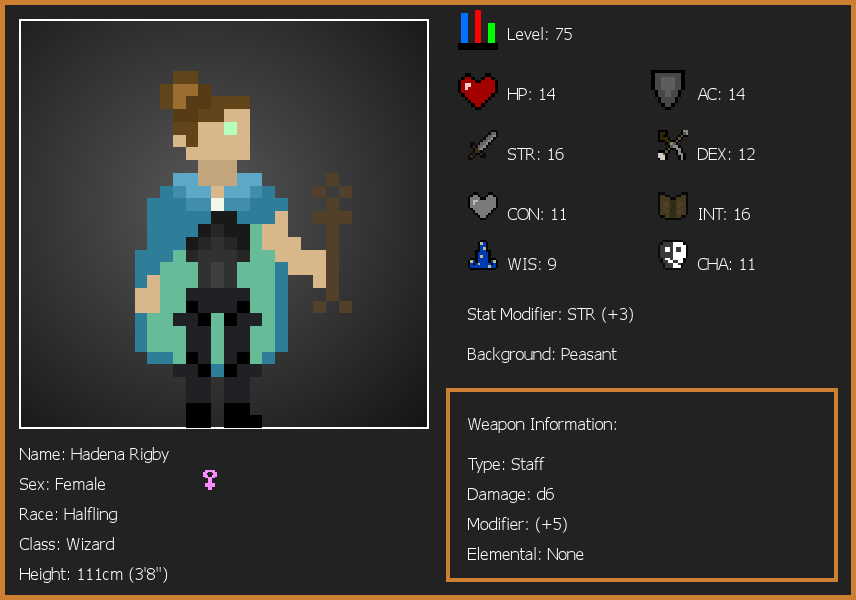 Level: 75
HP: 14
AC: 14
STR: 16
DEX: 12
CON: 11
INT: 16
WIS: 9
CHA: 11
Stat Modifier: STR (+3)
Background: Peasant
Weapon Information:
Type: Staff
Damage: d6
Modifier: (+5)
Elemental: None
Name: Hadena Rigby
Sex: Female
Race: Halfling
Class: Wizard
Height: 111cm (3'8")